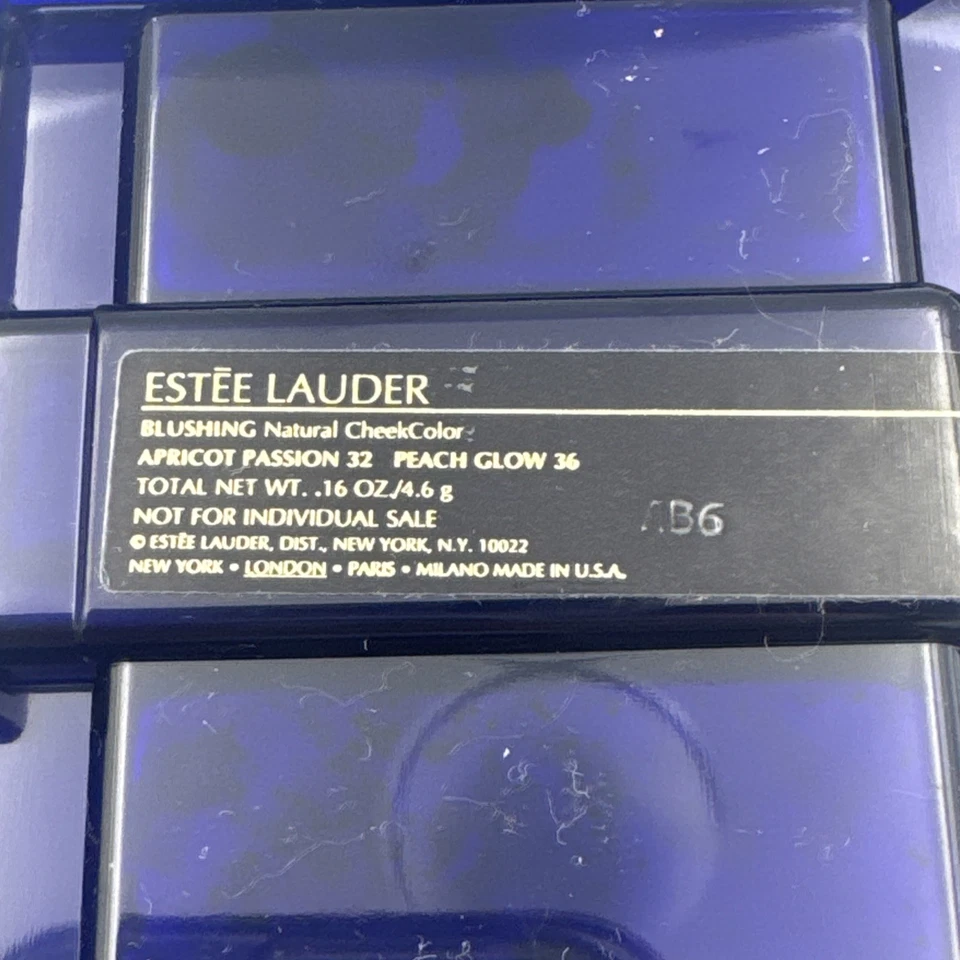 ESTĒE LAUDER
BLUSHING Natural CheekColor
APRICOT PASSION 32 PEACH GLOW 36
TOTAL NET WT. .16 OZ./4.6 g
NOT FOR INDIVIDUAL SALE
B6
© ESTĒE LAUDER, DIST., NEW YORK, N.Y. 10022
NEW YORK • LONDON • PARIS • MILANO MADE IN U.S.A.